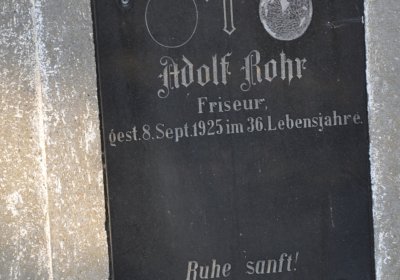 Adolf Rohr
Friseur,
gest. 8. Sept. 1925 im 36. Lebensjahre.
Ruhe sanft!